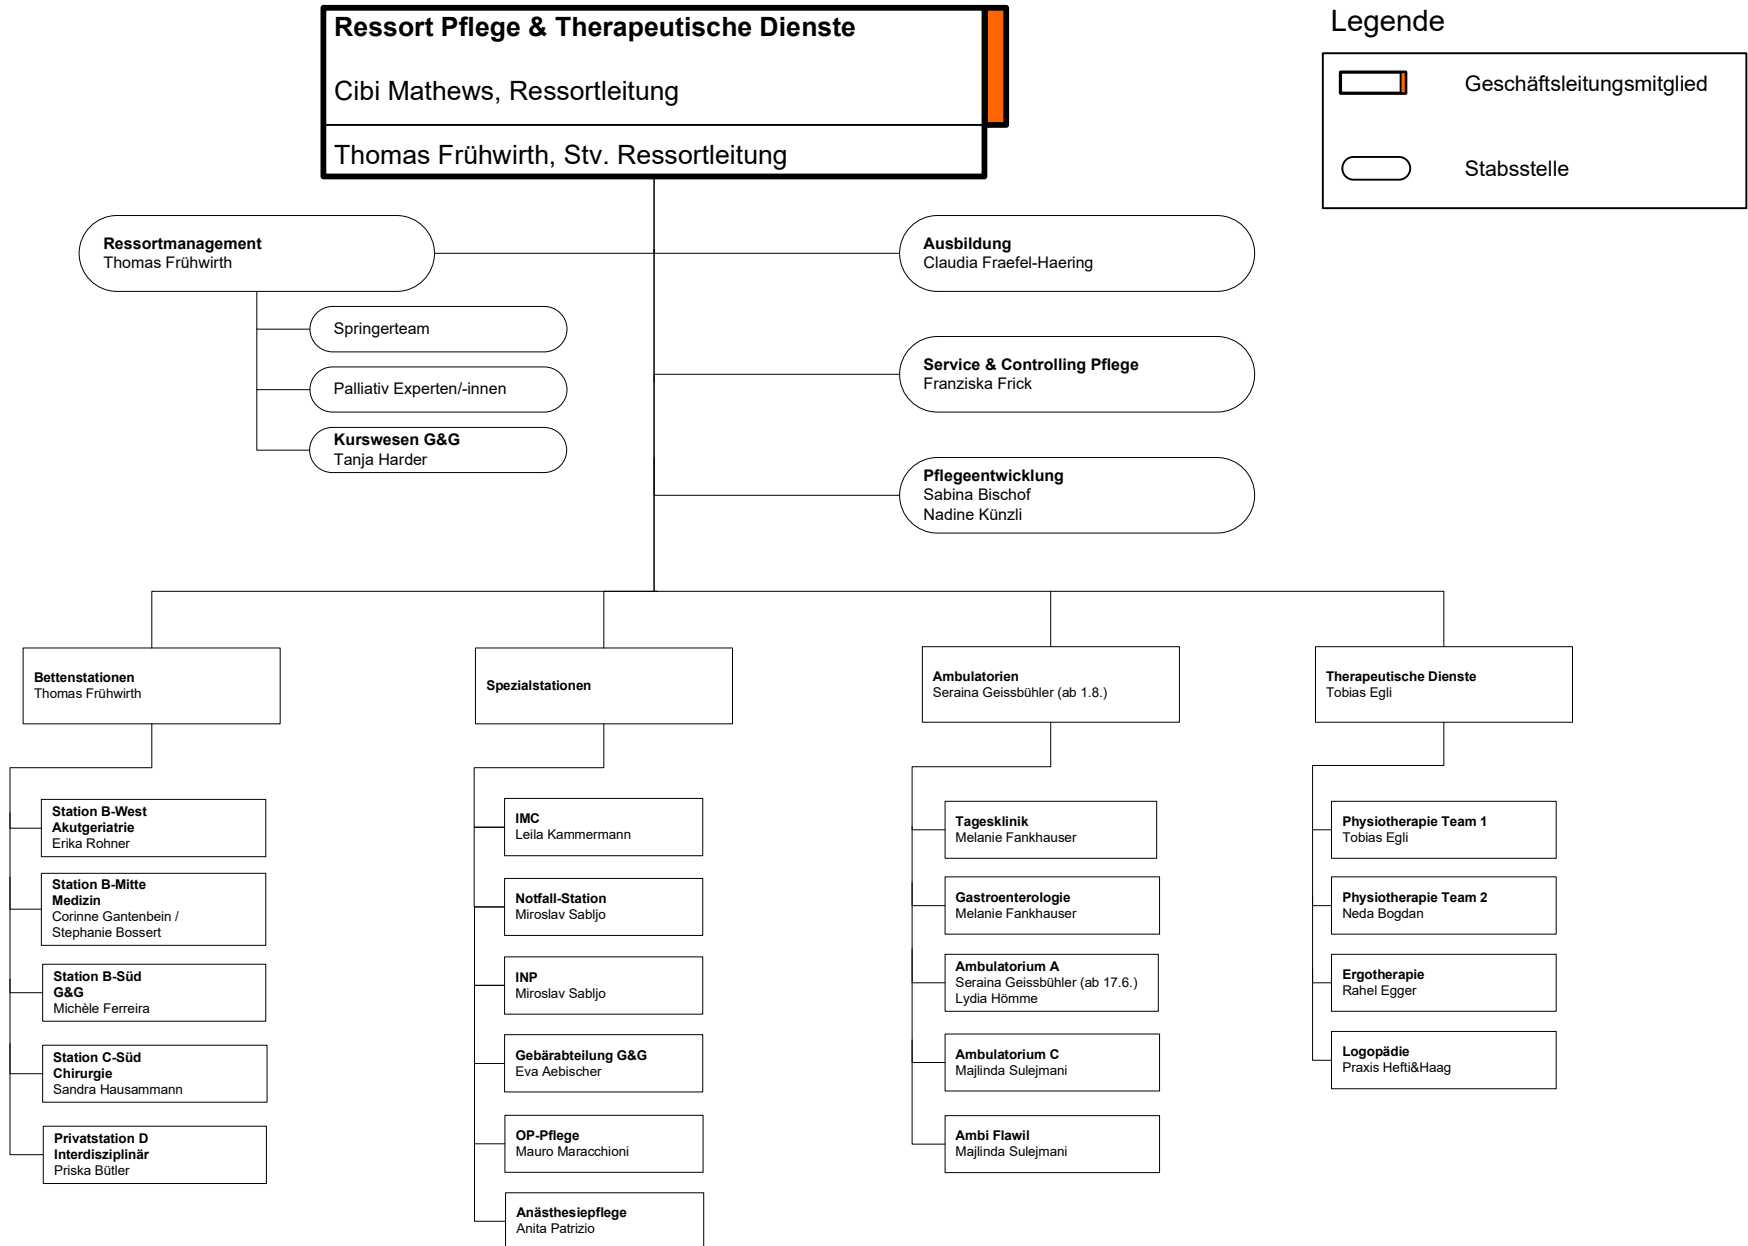 Ressort Pflege & Therapeutische Dienste
Cibi Mathews, Ressortleitung
Thomas Frühwirth, Stv. Ressortleitung
Legende
Geschäftsleitungsmitglied
Stabsstelle
Ressortmanagement
Thomas Frühwirth
Springerteam
Palliativ Experten/-innen
Kurswesen G&G
Tanja Harder
Ausbildung
Claudia Fraefel-Haering
Service & Controlling Pflege
Franziska Frick
Pflegeentwicklung
Sabina Bischof
Nadine Künzli
Bettenstationen
Thomas Frühwirth
Station B-West
Akutgeriatrie
Erika Rohner
Station B-Mitte
Medizin
Corinne Gantenbein /
Stephanie Bossert
Station B-Süd
G&G
Michèle Ferreira
Station C-Süd
Chirurgie
Sandra Hausammann
Privatstation D
Interdisziplinär
Priska Bütler
Spezialstationen
IMC
Leila Kammermann
Notfall-Station
Miroslav Sabljo
INP
Miroslav Sabljo
Gebärabteilung G&G
Eva Aebischer
OP-Pflege
Mauro Maracchioni
Anästhesiepflege
Anita Patrizio
Ambulatorien
Seraina Geissbühler (ab 1.8.)
Tagesklinik
Melanie Fankhauser
Gastroenterologie
Melanie Fankhauser
Ambulatorium A
Seraina Geissbühler (ab 17.6.)
Lydia Hömme
Ambulatorium C
Majlinda Sulejmani
Ambi Flawil
Majlinda Sulejmani
Therapeutische Dienste
Tobias Egli
Physiotherapie Team 1
Tobias Egli
Physiotherapie Team 2
Neda Bogdan
Ergotherapie
Rahel Egger
Logopädie
Praxis Hefti&Haag